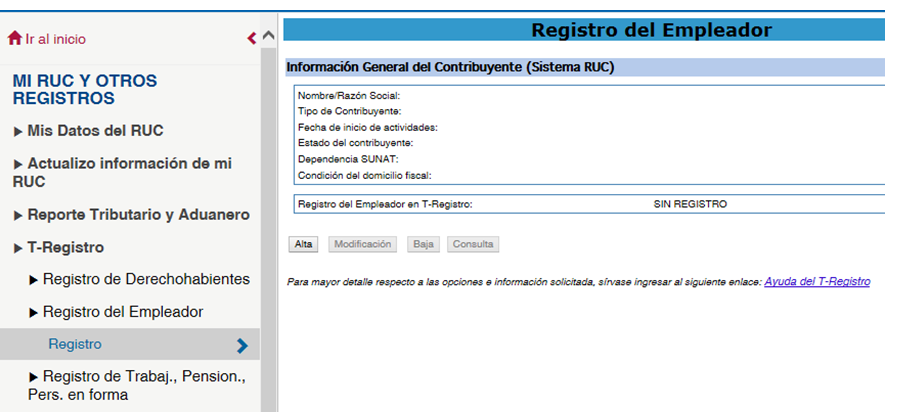 Ir al inicio
MI RUC Y OTROS
REGISTROS
Mis Datos del RUC
Actualizo información de mi
RUC
Reporte Tributario y Aduanero
T-Registro
Registro de Derechohabientes
Registro del Empleador
Registro
Registro de Trabaj., Pension.,
Pers. en forma
Registro del Empleador
Información General del Contribuyente (Sistema RUC)
Nombre/Razón Social:
Tipo de Contribuyente:
Fecha de inicio de actividades:
Estado del contribuyente:
Dependencia SUNAT:
Condición del domicilio fiscal:
Registro del Empleador en T-Registro: SIN REGISTRO
Alta Modificación Baja Consulta
Para mayor detalle respecto a las opciones e información solicitada, sírvase ingresar al siguiente enlace: Ayuda del T-Registro